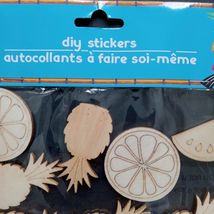 diy stickers
autocollants à faire soi-même